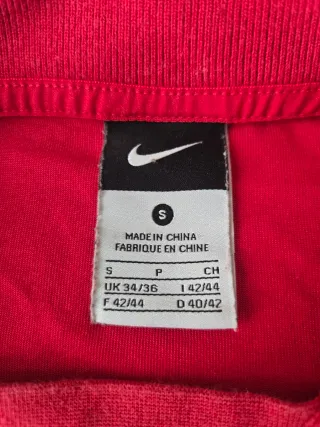 S
MADE IN CHINA
FABRIQUE EN CHINE
S P CH
UK 34/36 I 42/44
F 42/44 D 40/42